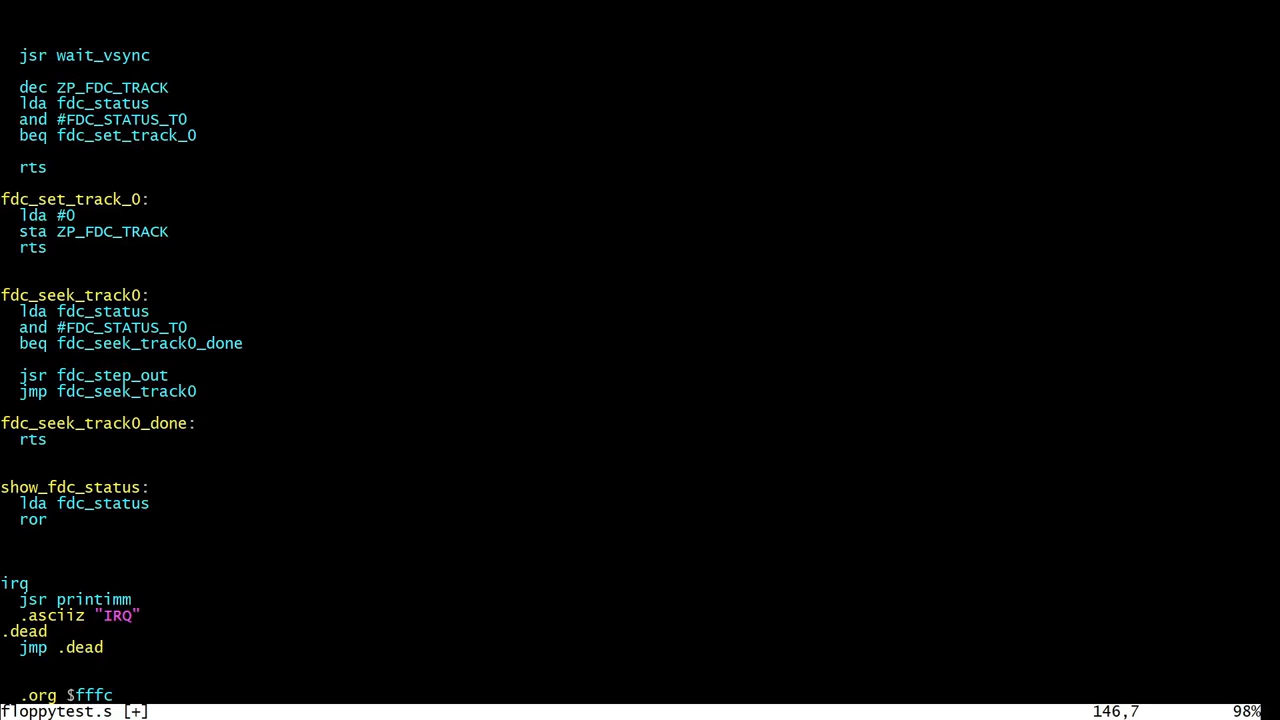 jsr wait_vsync
dec ZP_FDC_TRACK
lda fdc_status
and #FDC_STATUS_T0
beq fdc_set_track_0
rts
fdc_set_track_0:
lda #0
sta ZP_FDC_TRACK
rts
fdc_seek_track0:
lda fdc_status
and #FDC_STATUS_T0
beq fdc_seek_track0_done
jsr fdc_step_out
jmp fdc_seek_track0
fdc_seek_track0_done:
rts
show_fdc_status:
lda fdc_status
ror
irq
jsr printimm
.asciiz "IRQ"
.dead
jmp .dead
.org $fffc
floppytest.s [+] 146,7 98%